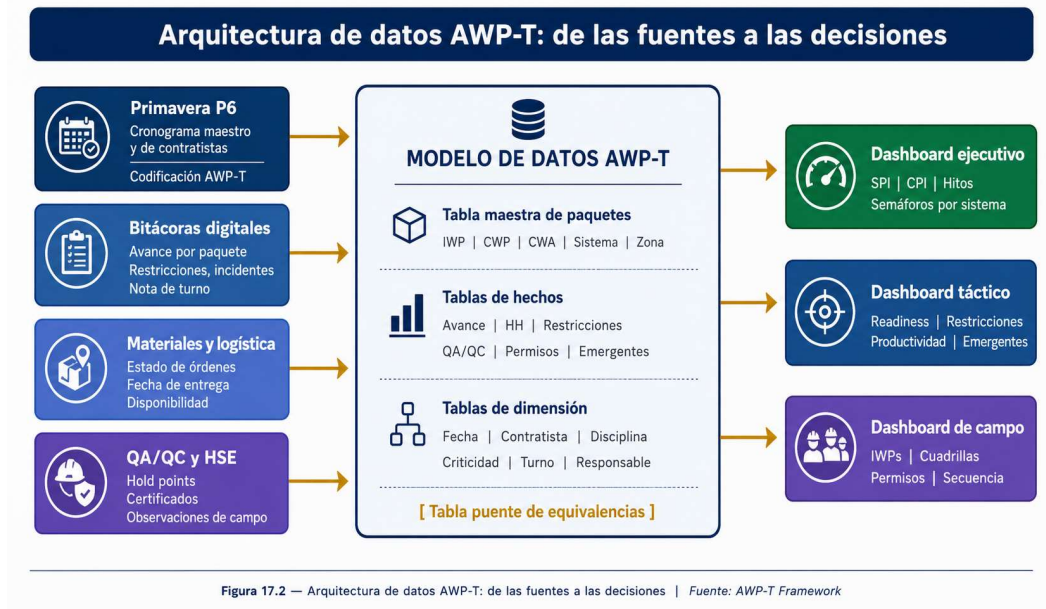 Arquitectura de datos AWP-T: de las fuentes a las decisiones
Primavera P6
Cronograma maestro
y de contratistas
Codificación AWP-T
Bitácoras digitales
Avance por paquete
Restricciones, incidentes
Nota de turno
Materiales y logística
Estado de órdenes
Fecha de entrega
Disponibilidad
QA/QC y HSE
Hold points
Certificados
Observaciones de campo
MODELO DE DATOS AWP-T
Tabla maestra de paquetes
IWP | CWP | CWA | Sistema | Zona
Tablas de hechos
Avance | HH | Restricciones
QA/QC | Permisos | Emergentes
Tablas de dimensión
Fecha | Contratista | Disciplina
Criticidad | Turno | Responsable
[ Tabla puente de equivalencias ]
Dashboard ejecutivo
SPI | CPI | Hitos
Semáforos por sistema
Dashboard táctico
Readiness | Restricciones
Productividad | Emergentes
Dashboard de campo
IWPs | Cuadrillas
Permisos | Secuencia
Figura 17.2 — Arquitectura de datos AWP-T: de las fuentes a las decisiones | Fuente: AWP-T Framework